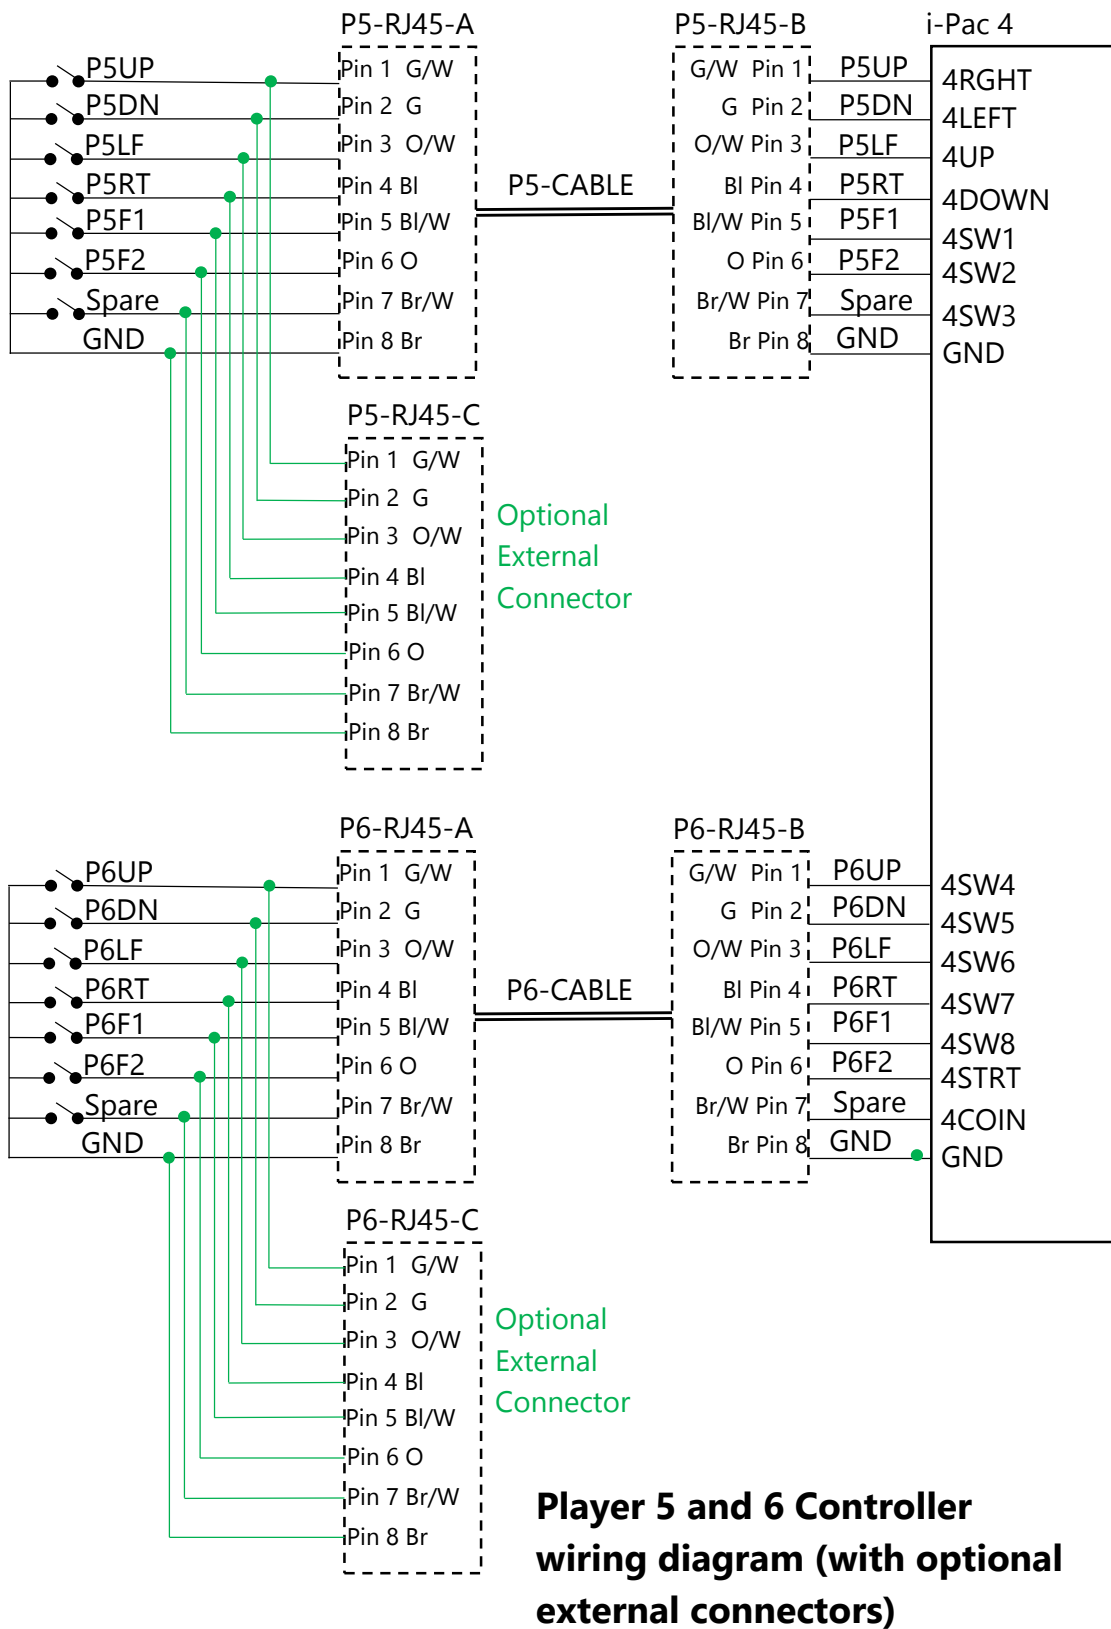 P5-RJ45-A
P5-RJ45-B
i-Pac 4
P5UP
Pin 1 G/W
G/W Pin 1
P5UP
4RGHT
P5DN
Pin 2 G
G Pin 2
P5DN
4LEFT
P5LF
Pin 3 O/W
O/W Pin 3
P5LF
4UP
P5RT
Pin 4 Bl
P5-CABLE
Bl Pin 4
P5RT
4DOWN
P5F1
Pin 5 Bl/W
Bl/W Pin 5
P5F1
4SW1
P5F2
Pin 6 O
O Pin 6
P5F2
4SW2
Spare
Pin 7 Br/W
Br/W Pin 7
Spare
4SW3
GND
Pin 8 Br
Br Pin 8
GND
GND
P5-RJ45-C
Pin 1 G/W
Pin 2 G
Pin 3 O/W
Pin 4 Bl
Pin 5 Bl/W
Pin 6 O
Pin 7 Br/W
Pin 8 Br
Optional
External
Connector
P6-RJ45-A
P6-RJ45-B
P6UP
Pin 1 G/W
G/W Pin 1
P6UP
4SW4
P6DN
Pin 2 G
G Pin 2
P6DN
4SW5
P6LF
Pin 3 O/W
O/W Pin 3
P6LF
4SW6
P6RT
Pin 4 Bl
P6-CABLE
Bl Pin 4
P6RT
4SW7
P6F1
Pin 5 Bl/W
Bl/W Pin 5
P6F1
4SW8
P6F2
Pin 6 O
O Pin 6
P6F2
4STRT
Spare
Pin 7 Br/W
Br/W Pin 7
Spare
4COIN
GND
Pin 8 Br
Br Pin 8
GND
GND
P6-RJ45-C
Pin 1 G/W
Pin 2 G
Pin 3 O/W
Pin 4 Bl
Pin 5 Bl/W
Pin 6 O
Pin 7 Br/W
Pin 8 Br
Optional
External
Connector
Player 5 and 6 Controller
wiring diagram (with optional
external connectors)